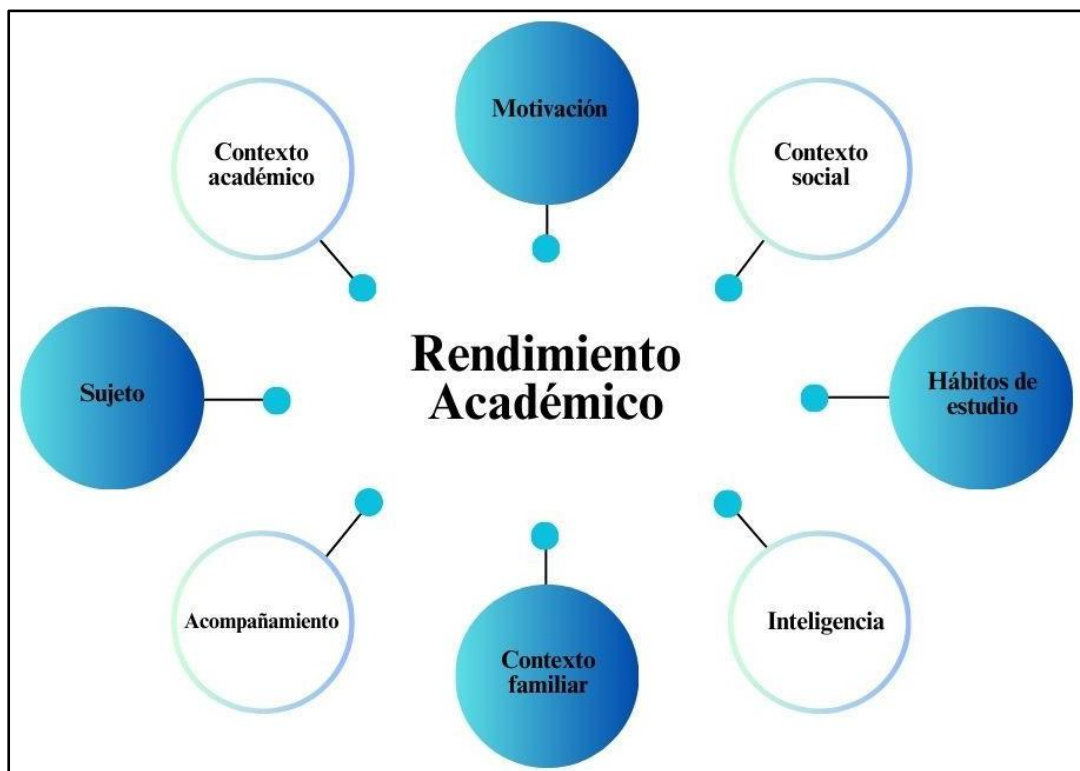 Motivación
Contexto
académico
Contexto
social
Rendimiento
Académico
Sujeto
Hábitos de
estudio
Acompañamiento
Inteligencia
Contexto
familiar